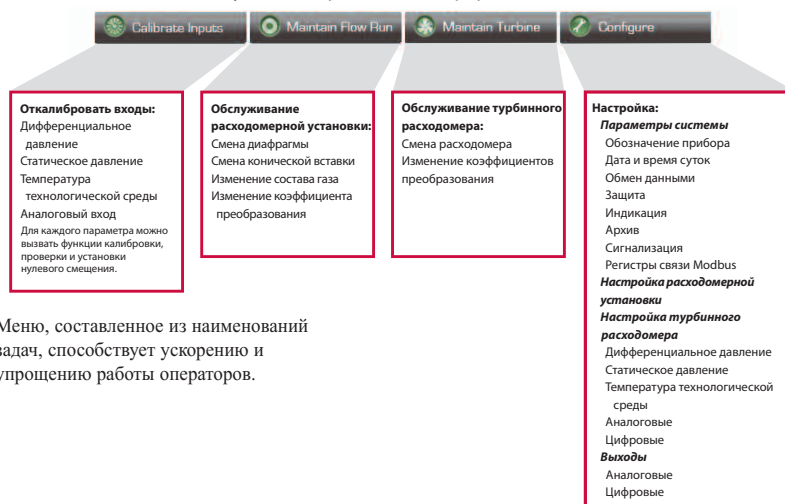 Calibrate Inputs
Maintain Flow Run
Maintain Turbine
Configure
Откалибровать входы:
Дифференциальное
давление
Статическое давление
Температура
технологической среды
Аналоговый вход
Для каждого параметра можно
вызвать функции калибровки,
проверки и установки
нулевого смещения.
Обслуживание
расходомерной установки:
Смена диафрагмы
Смена конической вставки
Изменение состава газа
Изменение коэффициента
преобразования
Обслуживание турбинного
расходомера:
Смена расходомера
Изменение коэффициентов
преобразования
Настройка:
Параметры системы
Обозначение прибора
Дата и время суток
Обмен данными
Защита
Индикация
Архив
Сигнализация
Регистры связи Modbus
Настройка расходомерной
установки
Настройка турбинного
расходомера
Дифференциальное давление
Статическое давление
Температура технологической
среды
Аналоговые
Цифровые
Выходы
Аналоговые
Цифровые
Меню, составленное из наименований
задач, способствует ускорению и
упрощению работы операторов.